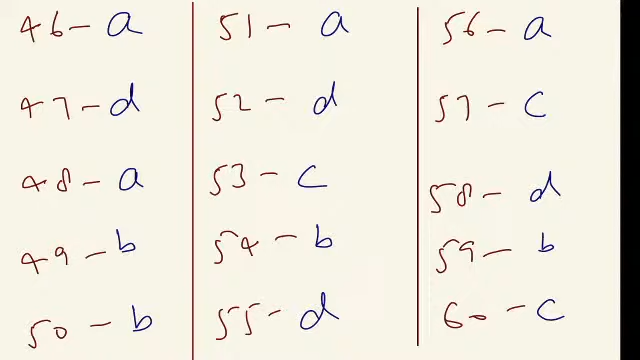 46 - a
47 - d
48 - a
49 - b
50 - b
51 - a
52 - d
53 - c
54 - b
55 - d
56 - a
57 - c
58 - d
59 - b
60 - c